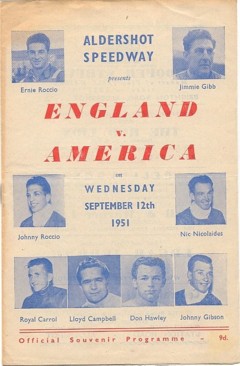 ALDERSHOT
SPEEDWAY
presents
Ernie Roccio
Jimmie Gibb
ENGLAND
v.
AMERICA
on
WEDNESDAY
SEPTEMBER 12th
1951
Johnny Roccio
Nic Nicolaides
Royal Carrol
Lloyd Campbell
Don Hawley
Johnny Gibson
Official Souvenir Programme - 9d.